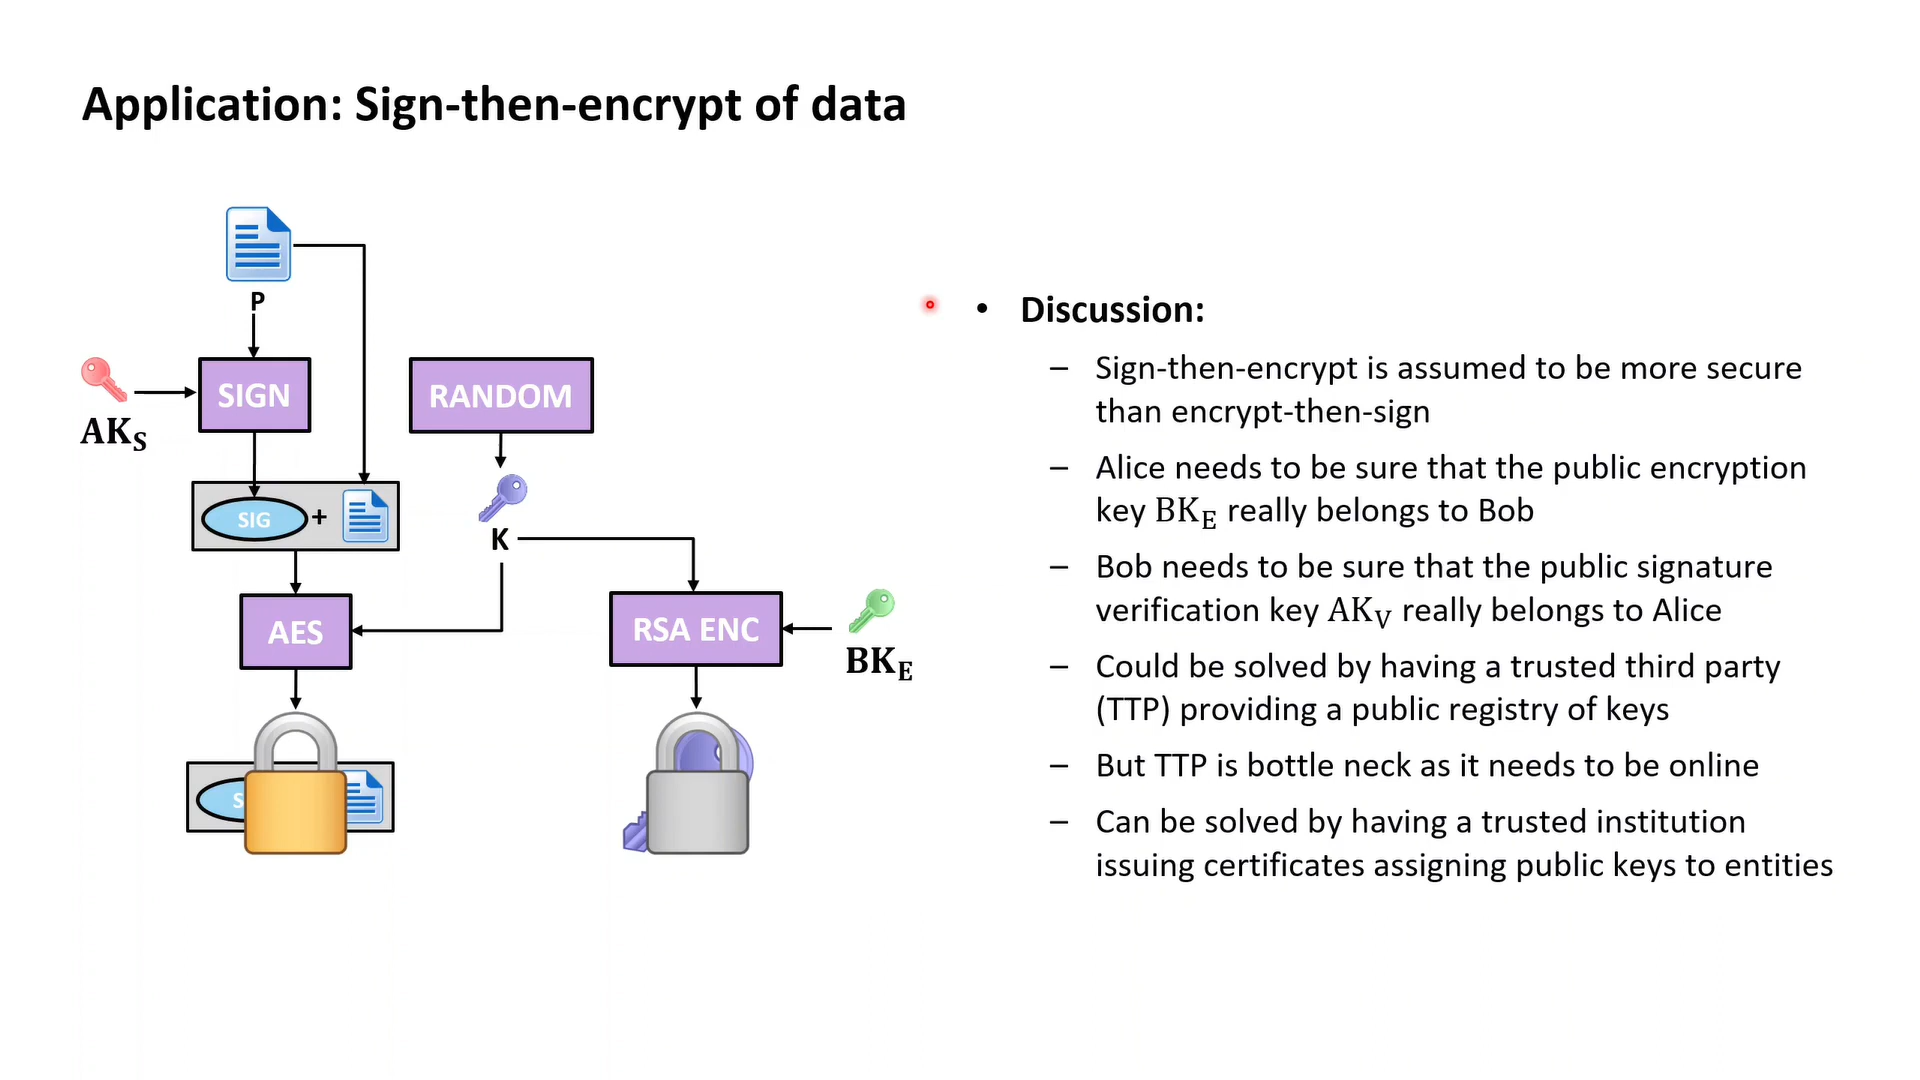 Application: Sign-then-encrypt of data
P
SIGN
RANDOM
AK_S
SIG +
K
AES
RSA ENC
BK_E
S
• Discussion:
– Sign-then-encrypt is assumed to be more secure
than encrypt-then-sign
– Alice needs to be sure that the public encryption
key BK_E really belongs to Bob
– Bob needs to be sure that the public signature
verification key AK_V really belongs to Alice
– Could be solved by having a trusted third party
(TTP) providing a public registry of keys
– But TTP is bottle neck as it needs to be online
– Can be solved by having a trusted institution
issuing certificates assigning public keys to entities